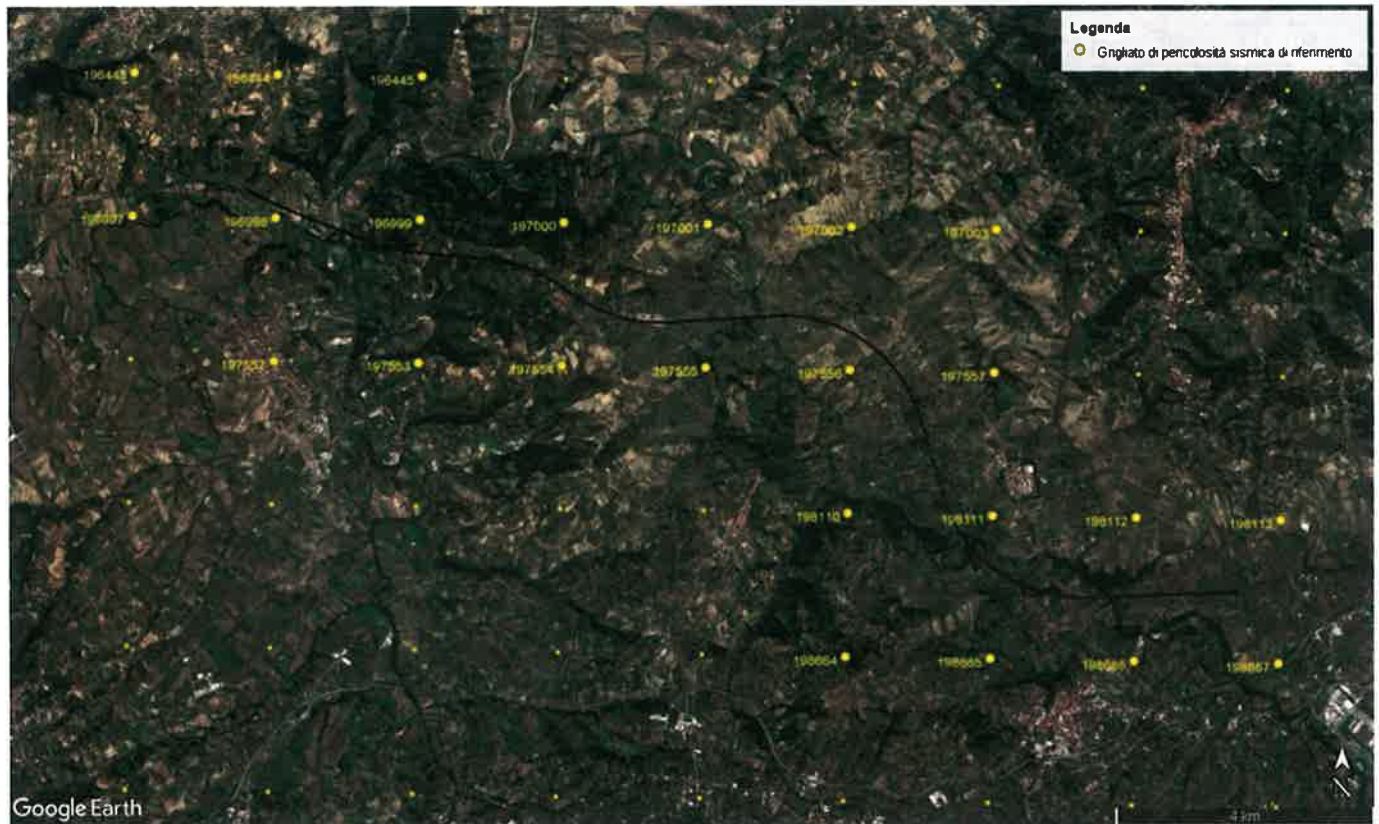 Legenda
Grigliato di pericolosità sismica di riferimento
196443 196444 196445
196997 196998 196999 197000 197001 197002 197003
197552 197553 197554 197555 197556 197557
198110 198111 198112 198113
198664 198665 198666 198667
Google Earth
4 km